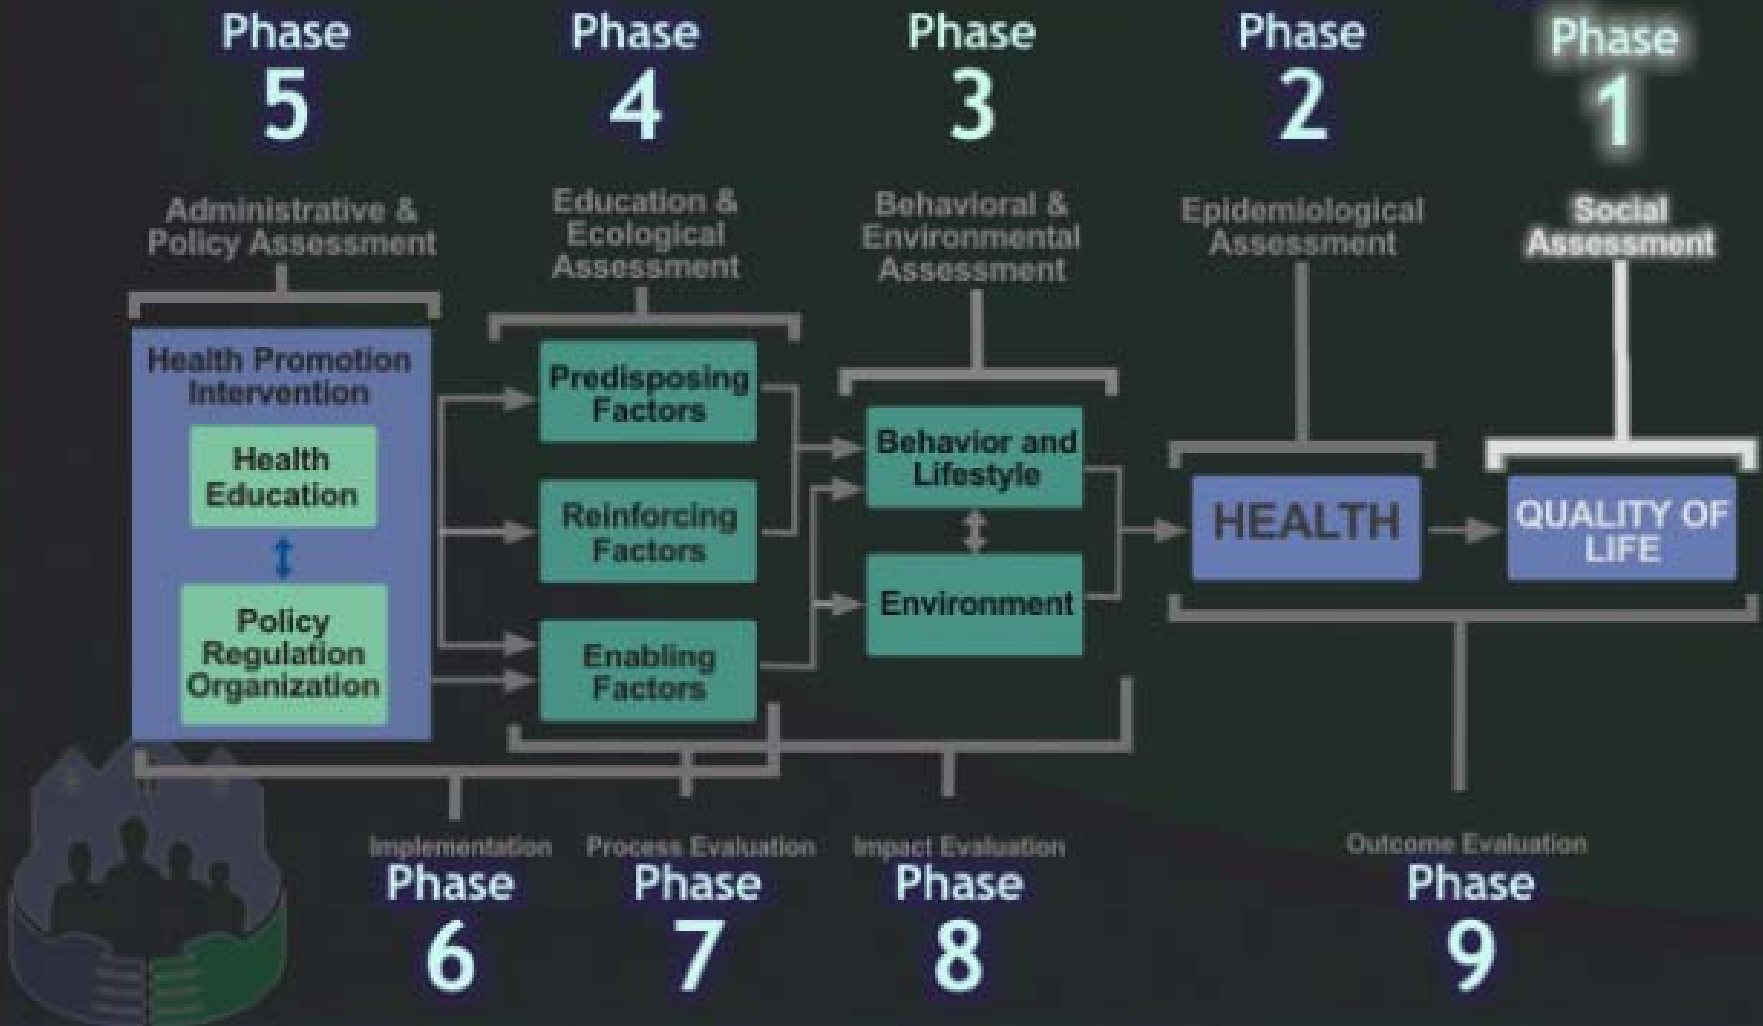 Phase
5
Phase
4
Phase
3
Phase
2
Phase
1
Administrative &
Policy Assessment
Education &
Ecological
Assessment
Behavioral &
Environmental
Assessment
Epidemiological
Assessment
Social
Assessment
Health Promotion
Intervention
Health
Education
Policy
Regulation
Organization
Predisposing
Factors
Reinforcing
Factors
Enabling
Factors
Behavior and
Lifestyle
Environment
HEALTH
QUALITY OF
LIFE
Implementation
Phase
6
Process Evaluation
Phase
7
Impact Evaluation
Phase
8
Outcome Evaluation
Phase
9